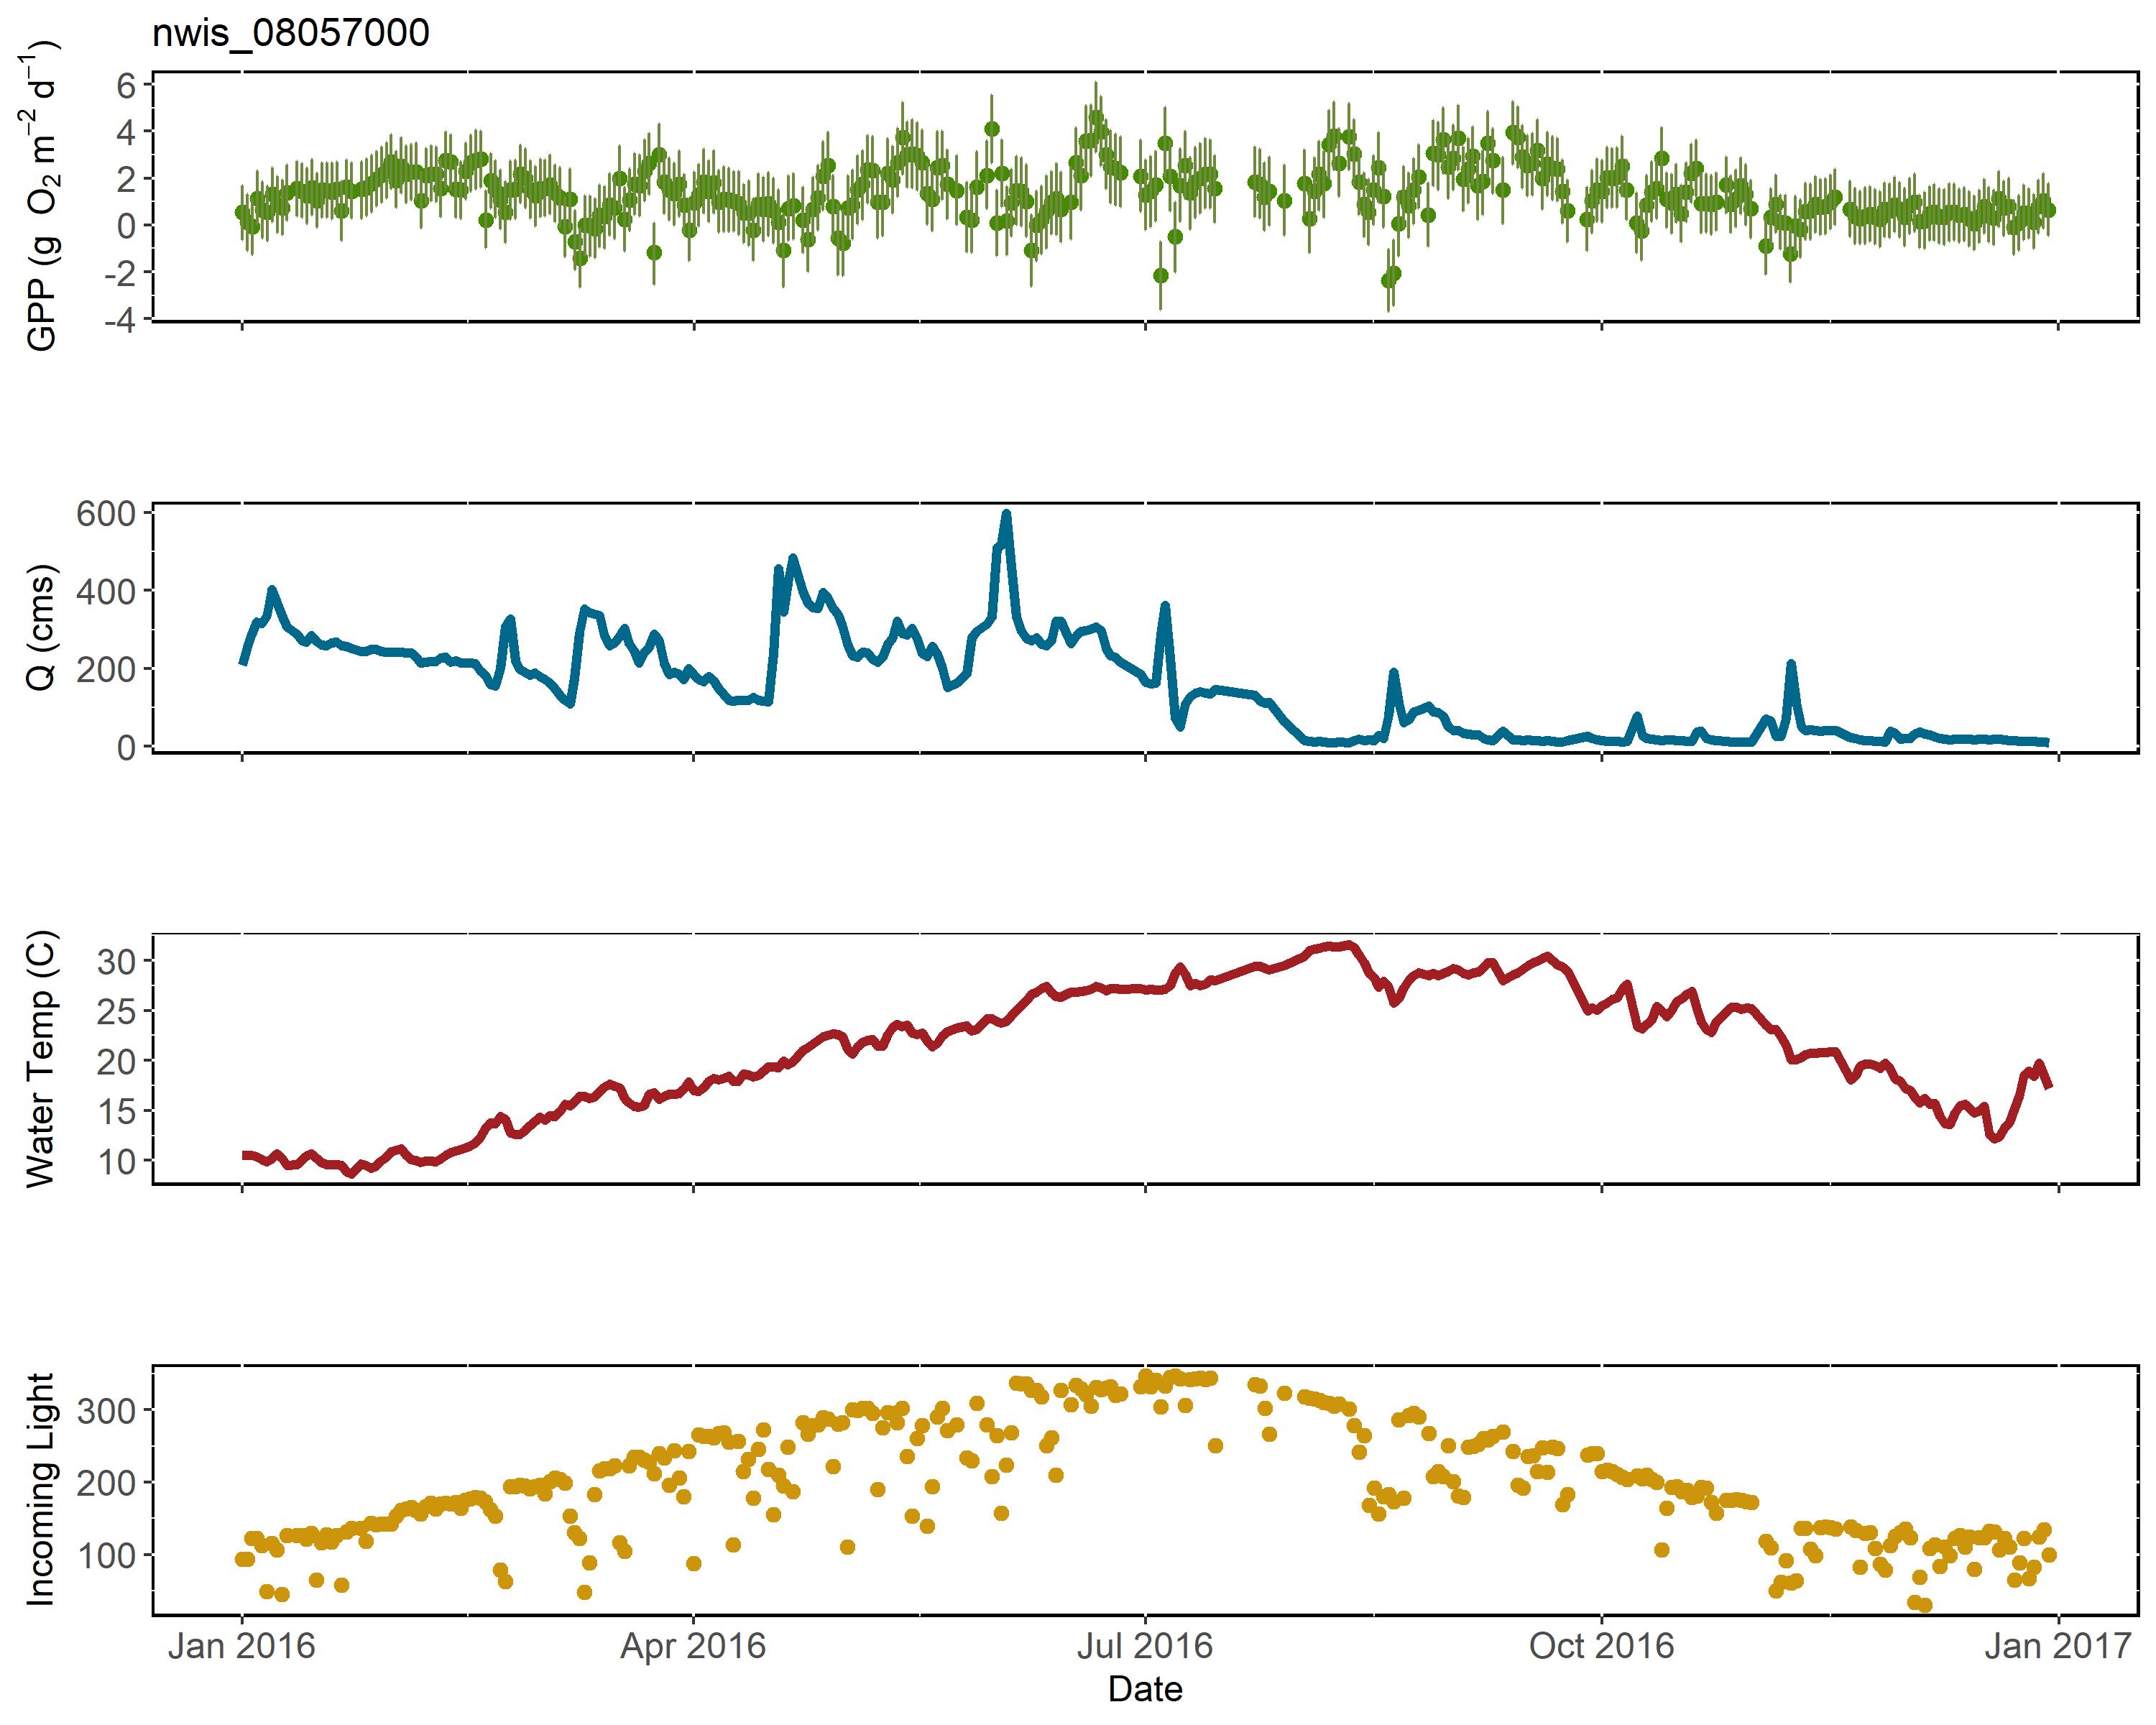 nwis_08057000
GPP (g O₂ m⁻² d⁻¹)
6
4
2
0
-2
-4
Q (cms)
600
400
200
0
Water Temp (C)
30
25
20
15
10
Incoming Light
300
200
100
Jan 2016 Apr 2016 Jul 2016 Oct 2016 Jan 2017
Date